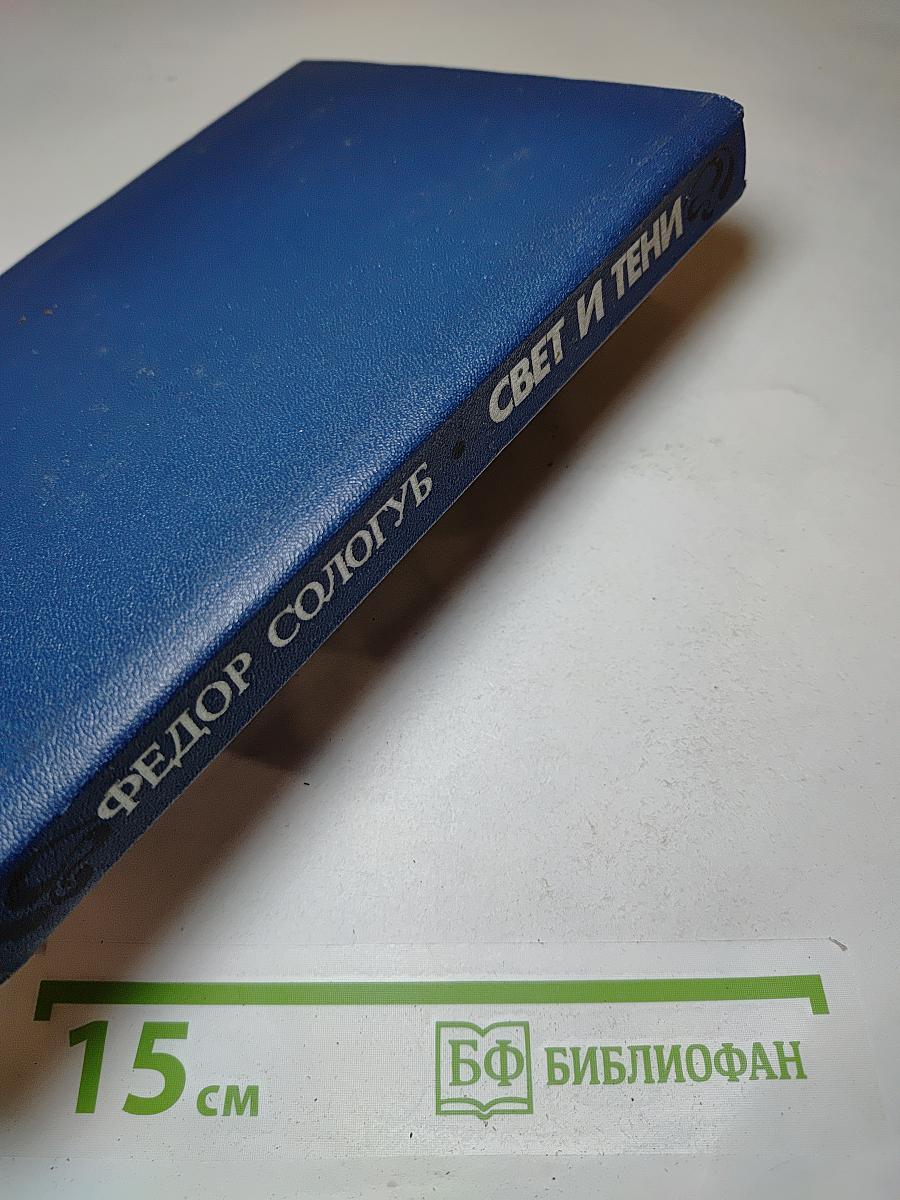 ФЕДОР СОЛОГУБ • СВЕТ И ТЕНИ
15 см
БФ БИБЛИОФАН